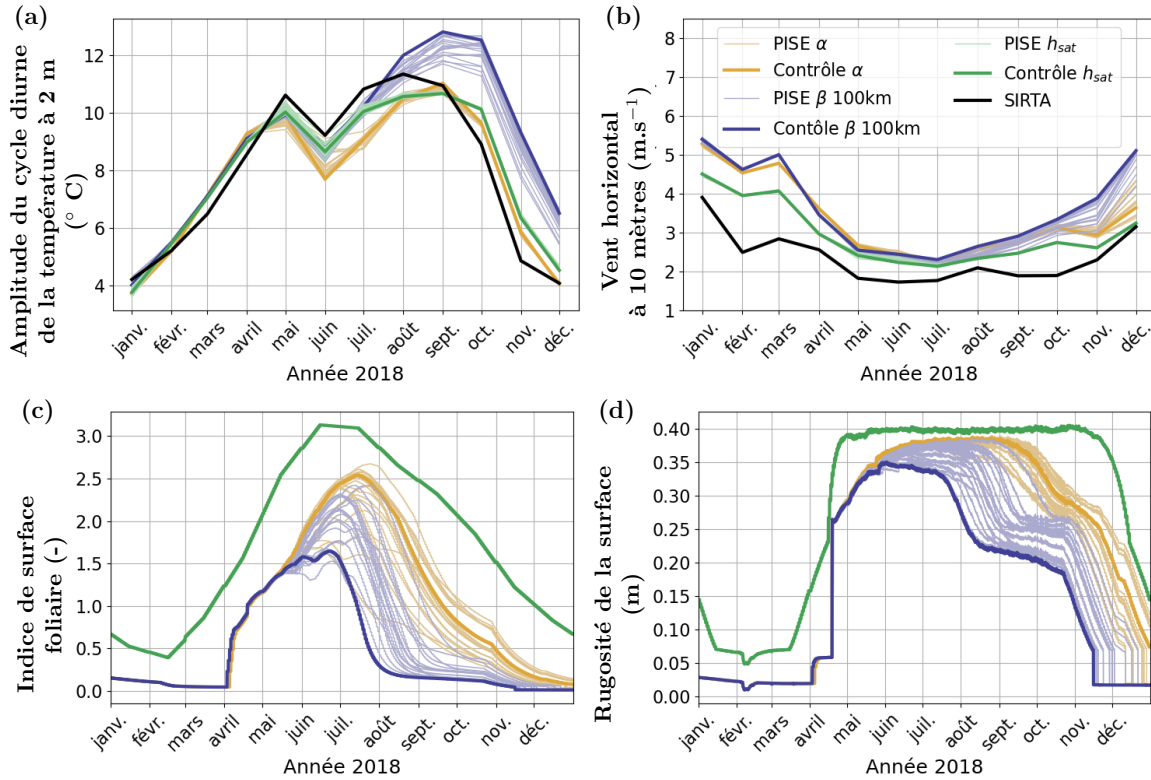 (a)
Amplitude du cycle diurne
de la température à 2 m
(° C)
12
10
8
6
4
janv.
févr.
mars
avril
mai
juin
juil.
août
sept.
oct.
nov.
déc.
Année 2018
(b)
Vent horizontal
à 10 mètres (m.s⁻¹)
8
7
6
5
4
3
2
1
PISE α
Contrôle α
PISE β 100km
Contôle β 100km
PISE h_sat
Contrôle h_sat
SIRTA
janv.
févr.
mars
avril
mai
juin
juil.
août
sept.
oct.
nov.
déc.
Année 2018
(c)
Indice de surface
foliaire (-)
3.0
2.5
2.0
1.5
1.0
0.5
0.0
janv.
févr.
mars
avril
mai
juin
juil.
août
sept.
oct.
nov.
déc.
Année 2018
(d)
Rugosité de la surface
(m)
0.40
0.35
0.30
0.25
0.20
0.15
0.10
0.05
0.00
janv.
févr.
mars
avril
mai
juin
juil.
août
sept.
oct.
nov.
déc.
Année 2018